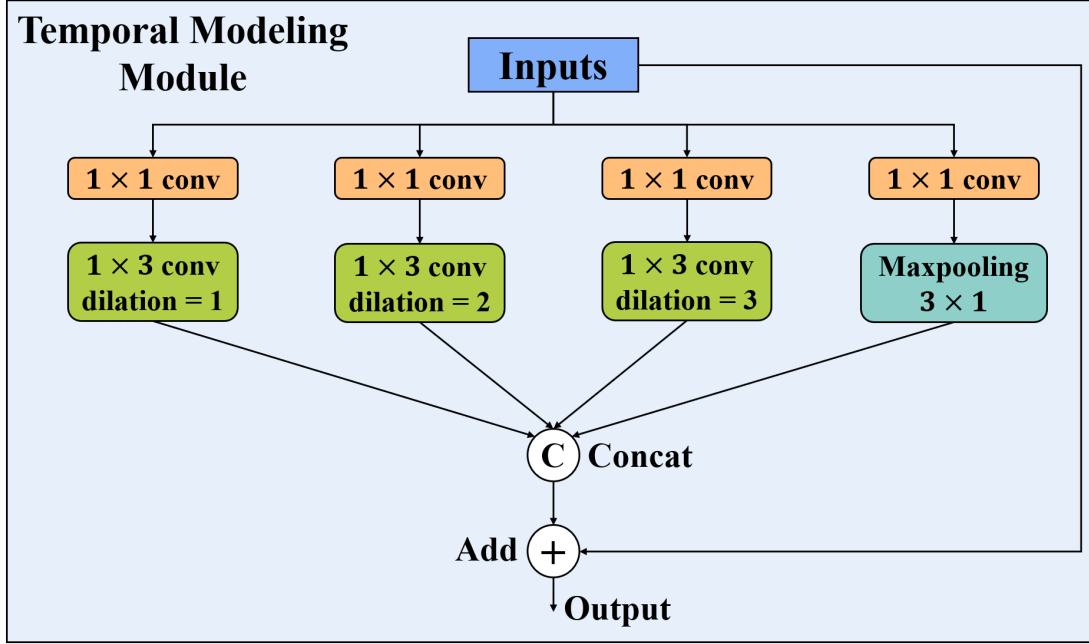 Temporal Modeling
Module
Inputs
1 × 1 conv
1 × 1 conv
1 × 1 conv
1 × 1 conv
1 × 3 conv
dilation = 1
1 × 3 conv
dilation = 2
1 × 3 conv
dilation = 3
Maxpooling
3 × 1
C
Concat
Add
+
Output